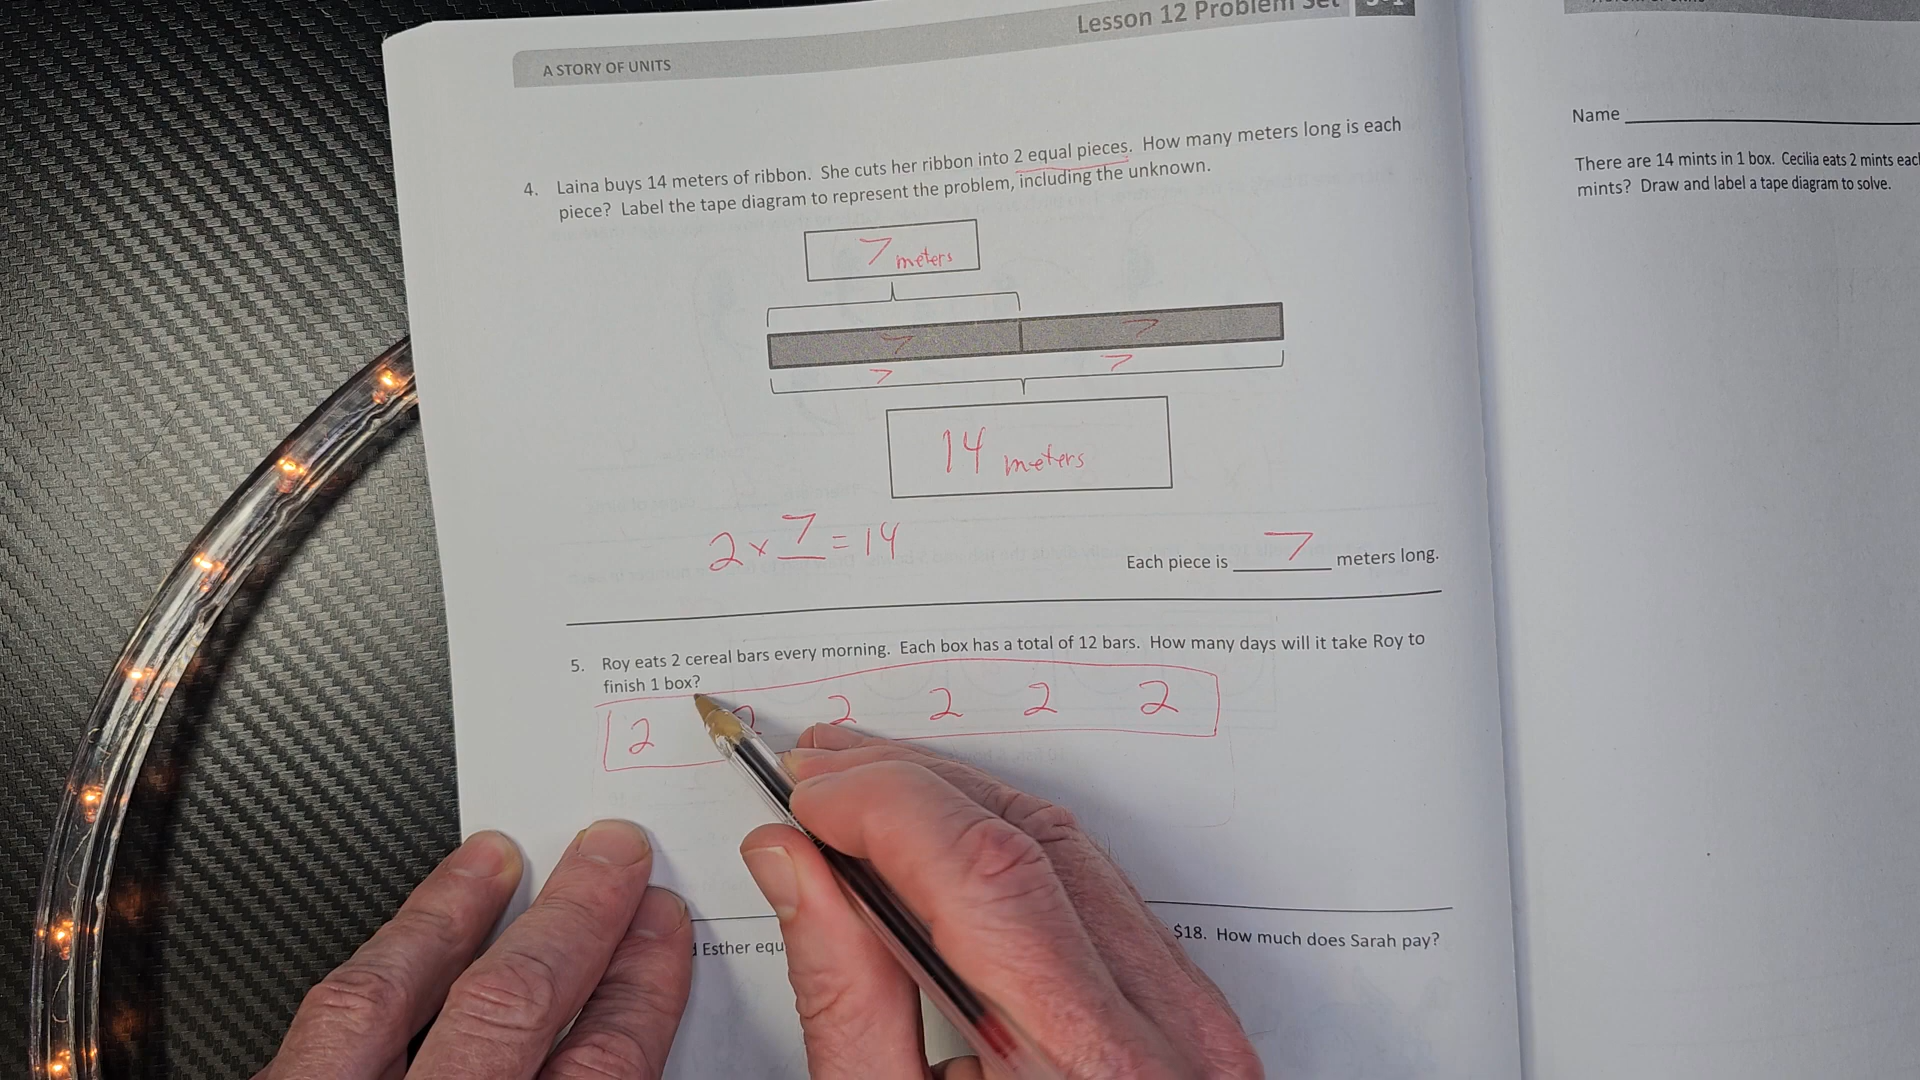 Lesson 12 Problem Set
A STORY OF UNITS
4. Laina buys 14 meters of ribbon. She cuts her ribbon into 2 equal pieces. How many meters long is each
piece? Label the tape diagram to represent the problem, including the unknown.
7 meters
7 7
7 7
14 meters
2 × 7 = 14
Each piece is 7 meters long.
5. Roy eats 2 cereal bars every morning. Each box has a total of 12 bars. How many days will it take Roy to
finish 1 box?
2 2 2 2 2 2
Esther $18. How much does Sarah pay?
Name
There are 14 mints in 1 box. Cecilia eats 2 mints
mints? Draw and label a tape diagram to solve.